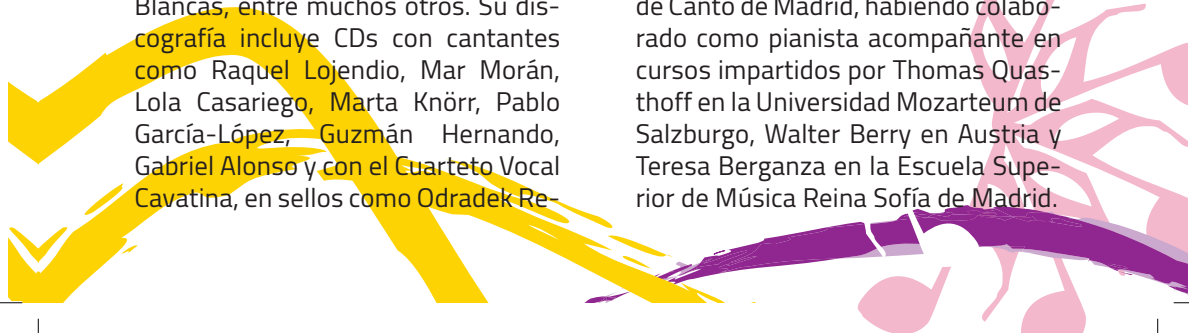 Blancas, entre muchos otros. Su dis-
cografía incluye CDs con cantantes
como Raquel Lojendio, Mar Morán,
Lola Casariego, Marta Knörr, Pablo
García-López, Guzmán Hernando,
Gabriel Alonso y con el Cuarteto Vocal
Cavatina, en sellos como Odradek Re-
de Canto de Madrid, habiendo colabo-
rado como pianista acompañante en
cursos impartidos por Thomas Quas-
thoff en la Universidad Mozarteum de
Salzburgo, Walter Berry en Austria y
Teresa Berganza en la Escuela Supe-
rior de Música Reina Sofía de Madrid.